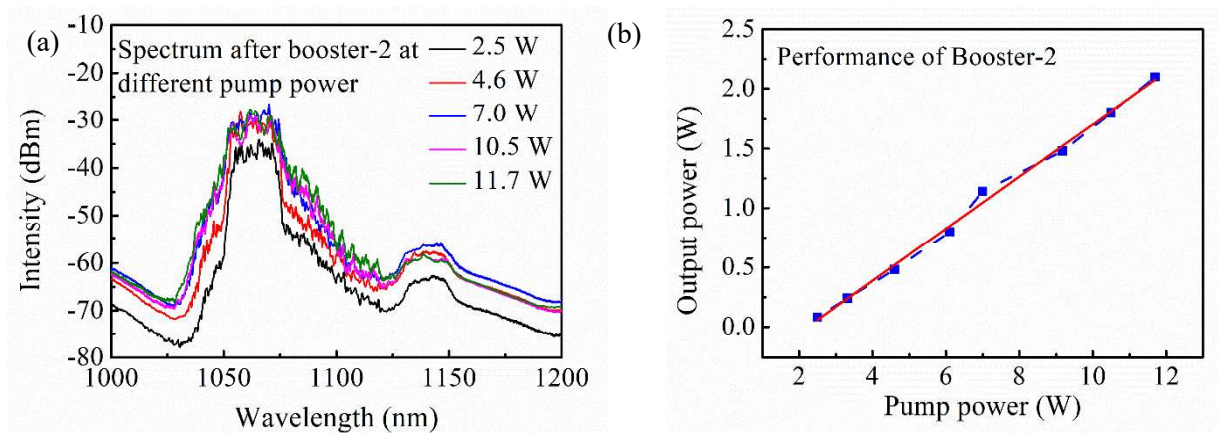 (a)
Spectrum after booster-2 at
different pump power
2.5 W
4.6 W
7.0 W
10.5 W
11.7 W
-10
-20
-30
-40
-50
-60
-70
-80
Intensity (dBm)
1000
1050
1100
1150
1200
Wavelength (nm)
(b)
Performance of Booster-2
2.5
2.0
1.5
1.0
0.5
0.0
Output power (W)
2
4
6
8
10
12
Pump power (W)